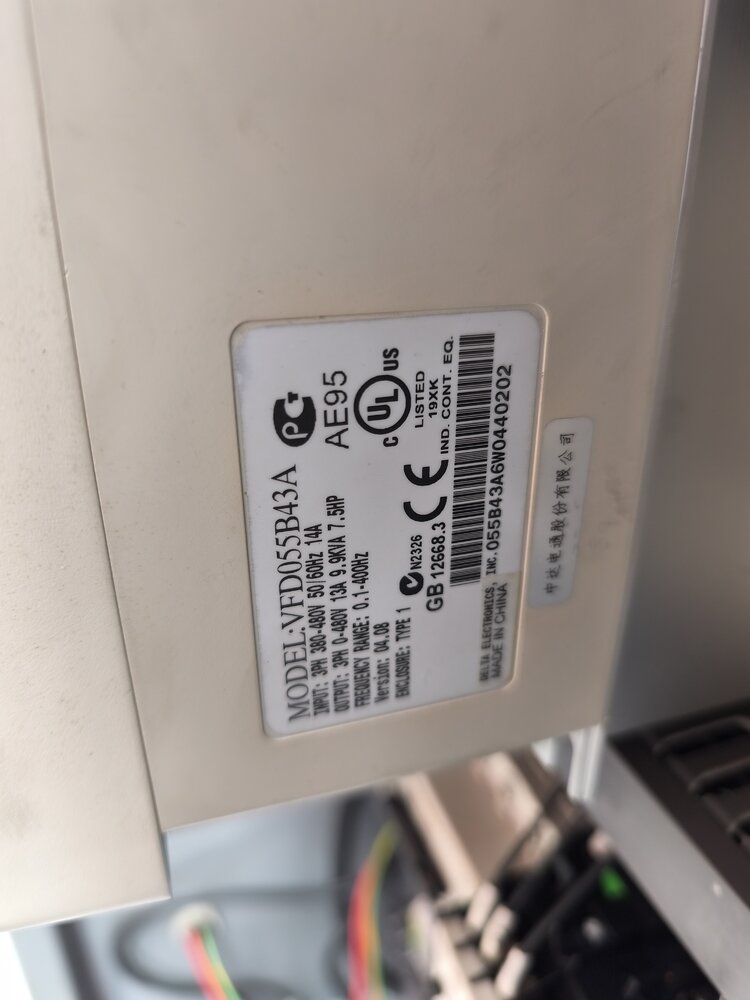 MODEL:VFD055B43A
INPUT: 3PH 380-480V 50/60Hz 14A
OUTPUT: 3PH 0-480V 13A 9.9KVA 7.5HP
FREQUENCY RANGE: 0.1-400Hz
Version: 04.08
ENCLOSURE: TYPE 1
PCT
AE95
C UL US
LISTED
19XK
IND. CONT. EQ.
N2326
CE
GB 12668.3
055B43A6W0440202
DELTA ELECTRONICS, INC.
MADE IN CHINA
中达电通股份有限公司